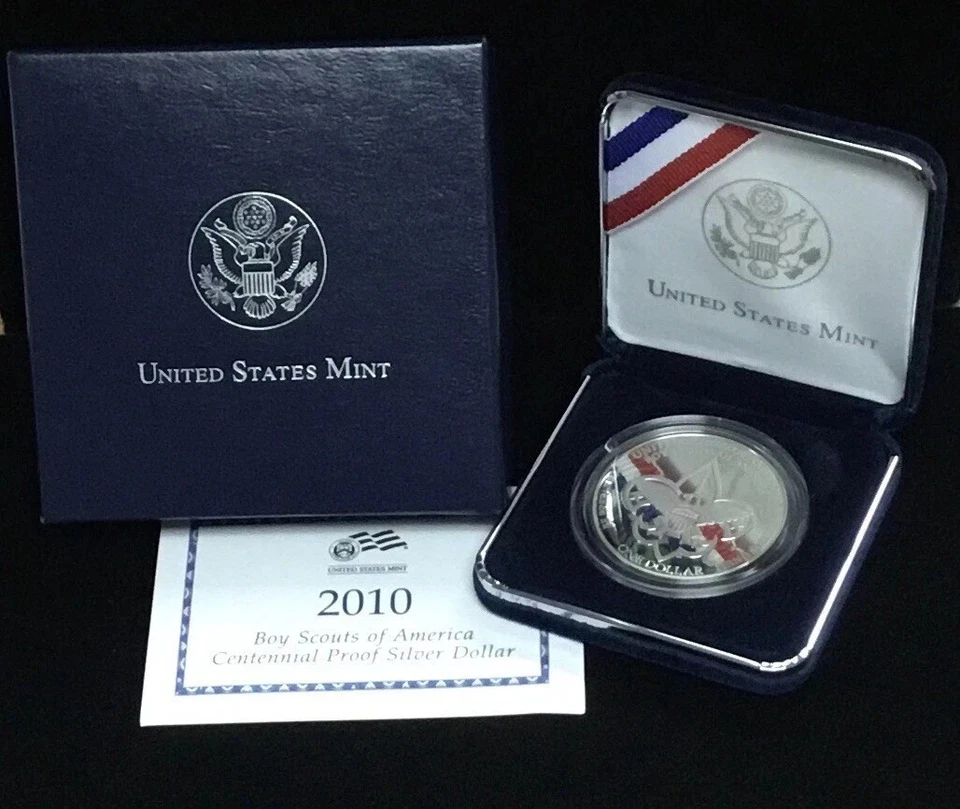 UNITED STATES MINT
UNITED STATES MINT
ONE DOLLAR
UNITED STATES MINT
2010
Boy Scouts of America
Centennial Proof Silver Dollar